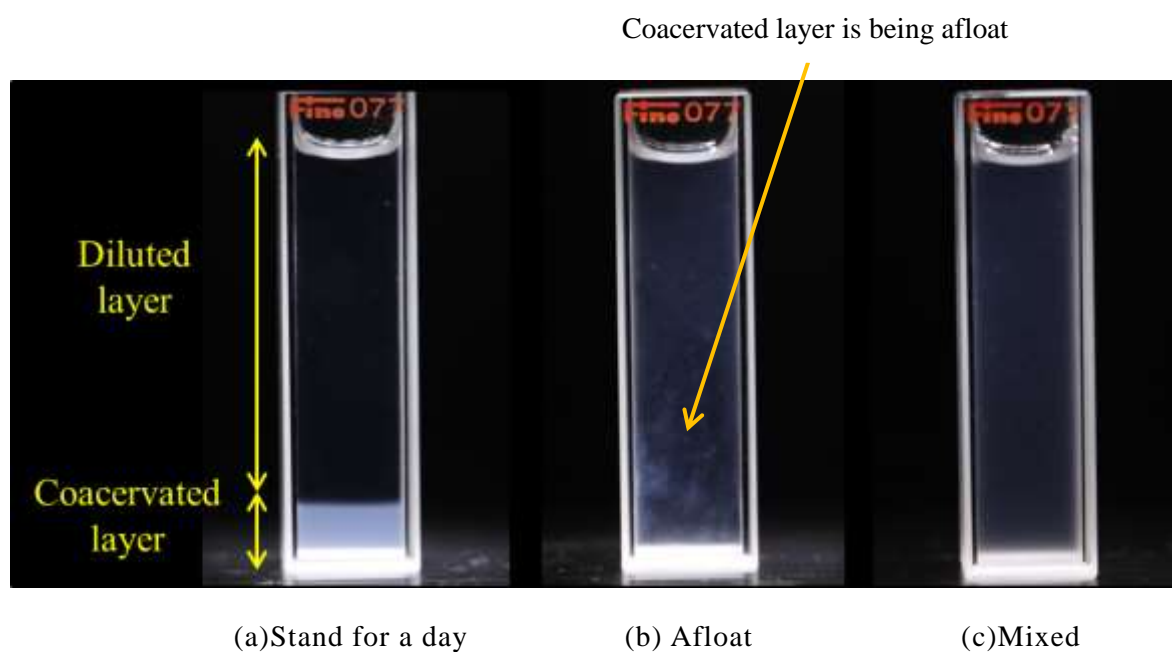 Coacervated layer is being afloat
Fine 077
Fine 077
Fine 077
Diluted
layer
Coacervated
layer
(a)Stand for a day
(b) Afloat
(c)Mixed